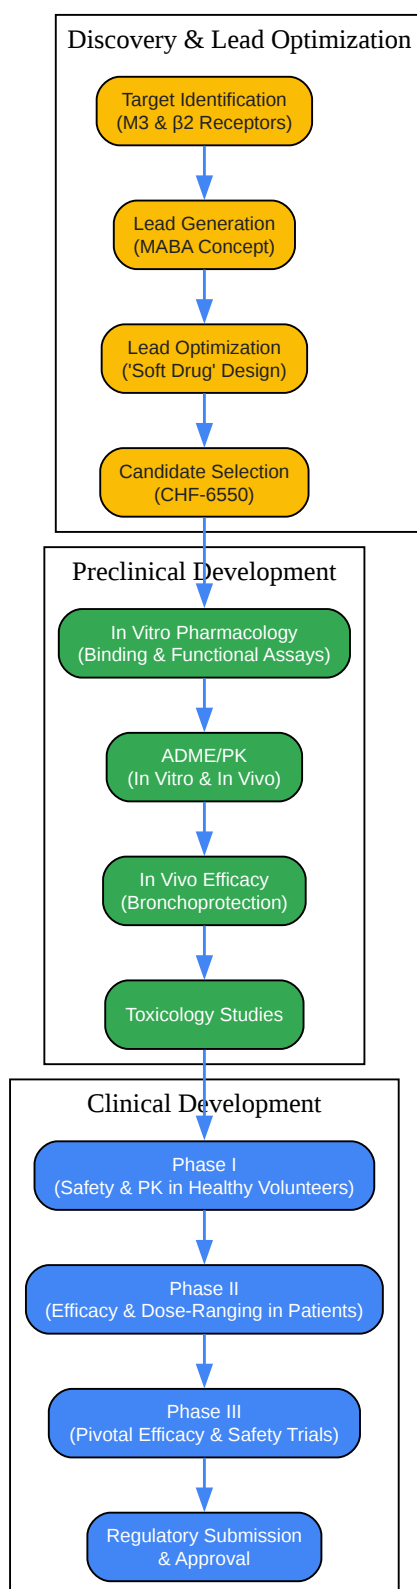 Discovery & Lead Optimization
Target Identification
(M3 & β2 Receptors)
Lead Generation
(MABA Concept)
Lead Optimization
('Soft Drug' Design)
Candidate Selection
(CHF-6550)
Preclinical Development
In Vitro Pharmacology
(Binding & Functional Assays)
ADME/PK
(In Vitro & In Vivo)
In Vivo Efficacy
(Bronchoprotection)
Toxicology Studies
Clinical Development
Phase I
(Safety & PK in Healthy Volunteers)
Phase II
(Efficacy & Dose-Ranging in Patients)
Phase III
(Pivotal Efficacy & Safety Trials)
Regulatory Submission
& Approval